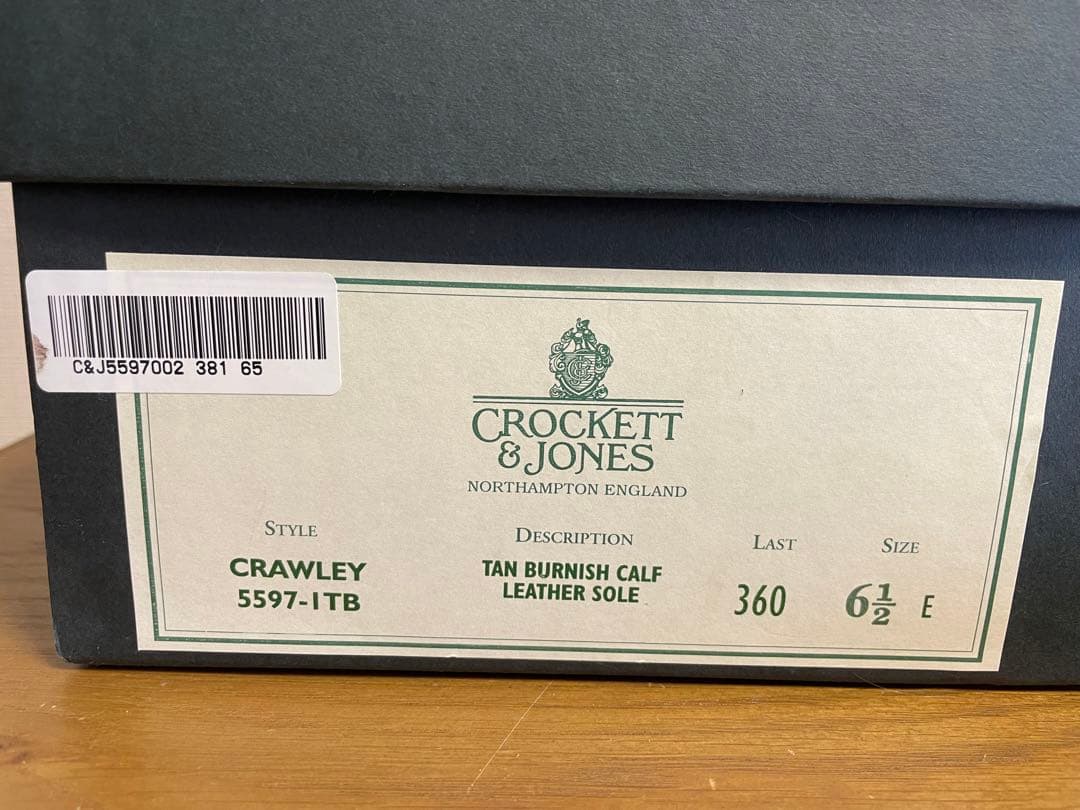 C&J5597002 381 65
CROCKETT
& JONES
NORTHAMPTON ENGLAND
STYLE
CRAWLEY
5597-1TB
DESCRIPTION
TAN BURNISH CALF
LEATHER SOLE
LAST
360
SIZE
6½ E